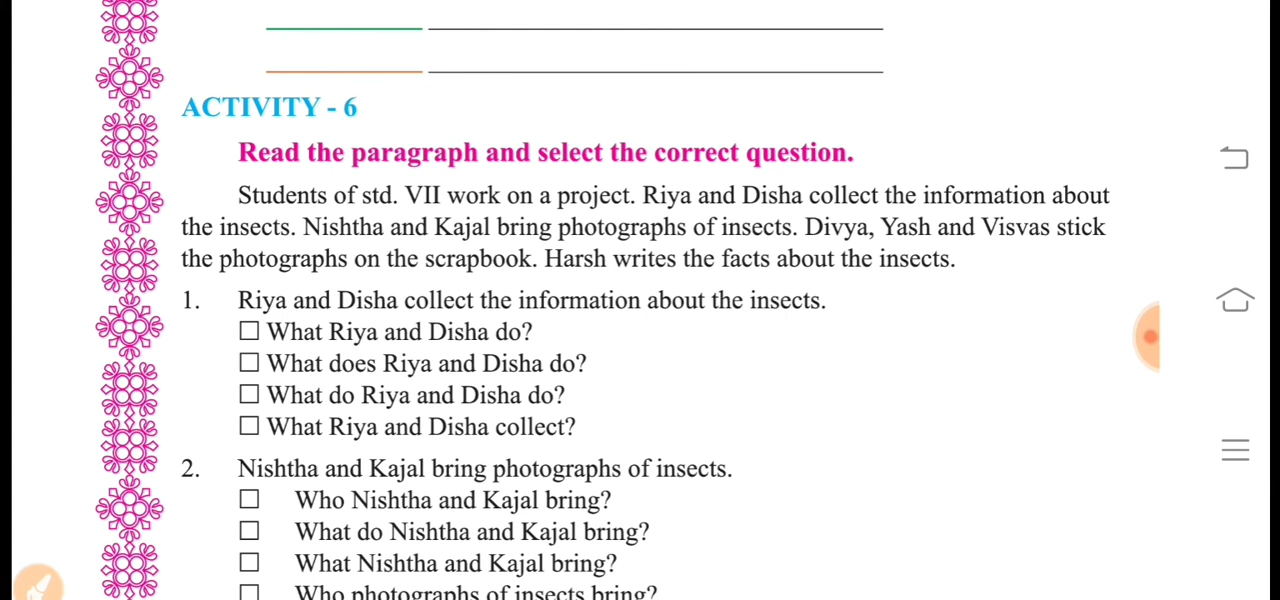 ACTIVITY - 6
Read the paragraph and select the correct question.
Students of std. VII work on a project. Riya and Disha collect the information about
the insects. Nishtha and Kajal bring photographs of insects. Divya, Yash and Visvas stick
the photographs on the scrapbook. Harsh writes the facts about the insects.
1. Riya and Disha collect the information about the insects.
☐ What Riya and Disha do?
☐ What does Riya and Disha do?
☐ What do Riya and Disha do?
☐ What Riya and Disha collect?
2. Nishtha and Kajal bring photographs of insects.
☐ Who Nishtha and Kajal bring?
☐ What do Nishtha and Kajal bring?
☐ What Nishtha and Kajal bring?
☐ Who photographs of insects bring?